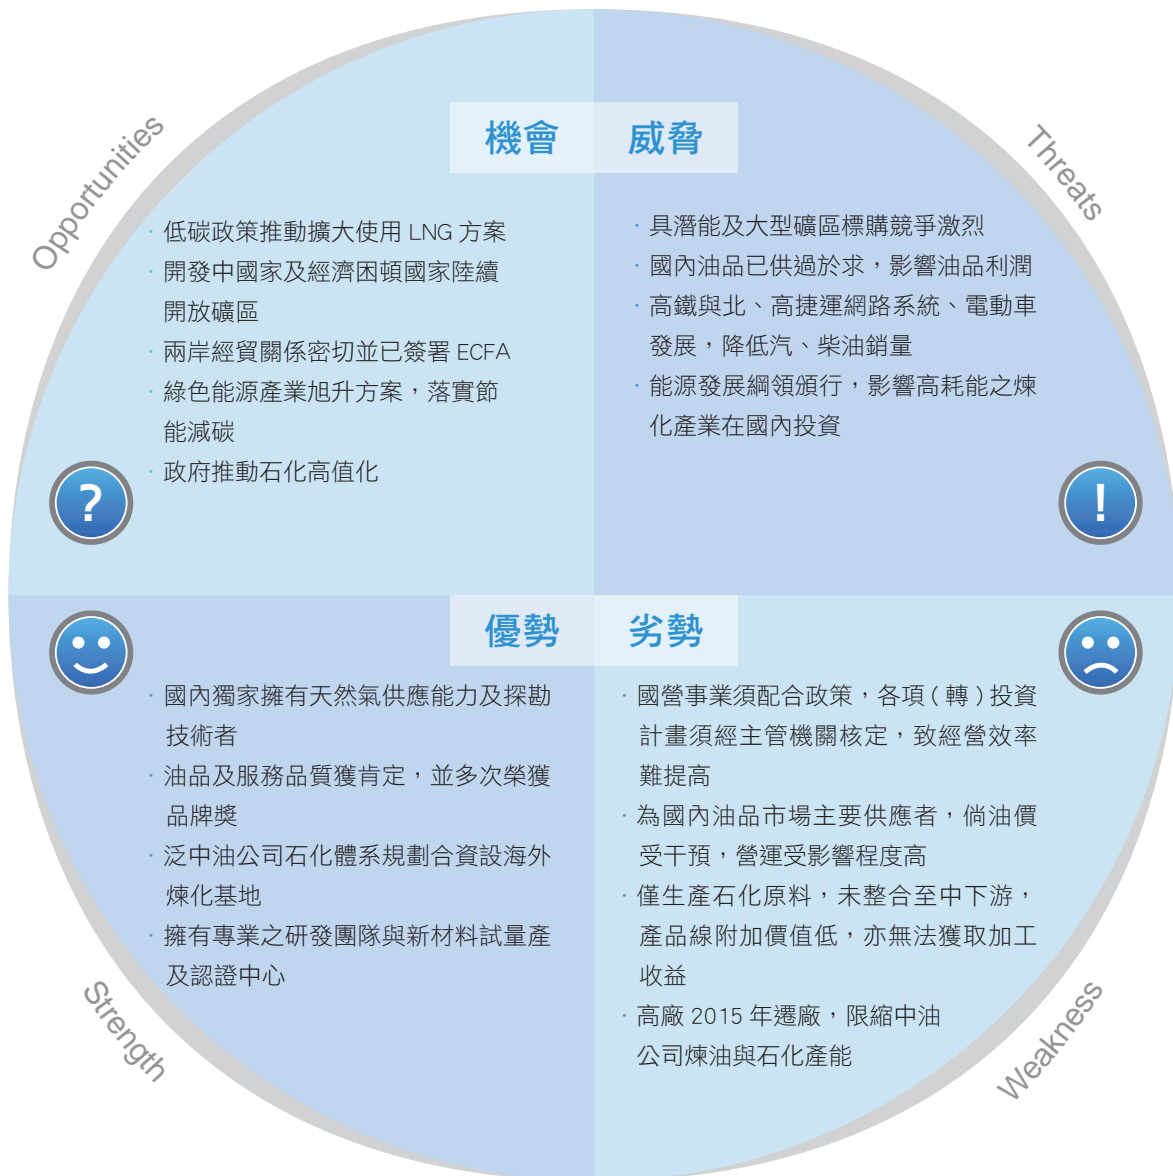 Opportunities
機會
· 低碳政策推動擴大使用 LNG 方案
· 開發中國家及經濟困頓國家陸續
開放礦區
· 兩岸經貿關係密切並已簽署 ECFA
· 綠色能源產業旭升方案，落實節
能減碳
· 政府推動石化高值化
?
Threats
威脅
· 具潛能及大型礦區標購競爭激烈
· 國內油品已供過於求，影響油品利潤
· 高鐵與北、高捷運網路系統、電動車
發展，降低汽、柴油銷量
· 能源發展綱領頒行，影響高耗能之煉
化產業在國內投資
!
Strength
優勢
· 國內獨家擁有天然氣供應能力及探勘
技術者
· 油品及服務品質獲肯定，並多次榮獲
品牌獎
· 泛中油公司石化體系規劃合資設海外
煉化基地
· 擁有專業之研發團隊與新材料試量產
及認證中心
Weakness
劣勢
· 國營事業須配合政策，各項 ( 轉 ) 投資
計畫須經主管機關核定，致經營效率
難提高
· 為國內油品市場主要供應者，倘油價
受干預，營運受影響程度高
· 僅生產石化原料，未整合至中下游，
產品線附加價值低，亦無法獲取加工
收益
· 高廠 2015 年遷廠，限縮中油
公司煉油與石化產能